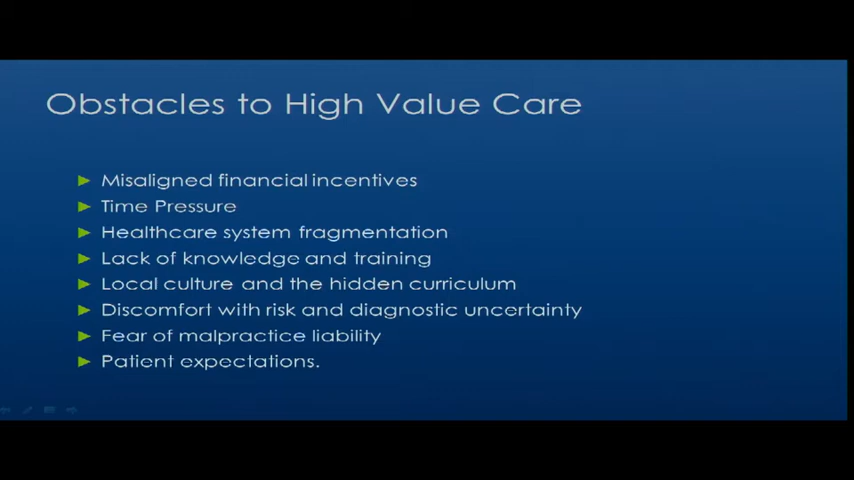 Obstacles to High Value Care
Misaligned financial incentives
Time Pressure
Healthcare system fragmentation
Lack of knowledge and training
Local culture and the hidden curriculum
Discomfort with risk and diagnostic uncertainty
Fear of malpractice liability
Patient expectations.